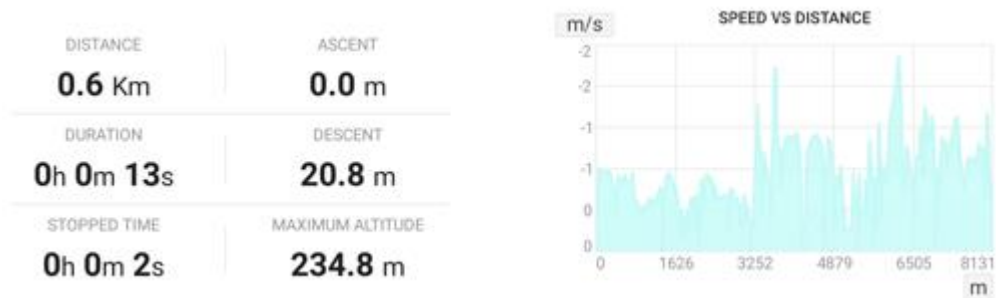 DISTANCE
0.6 Km
ASCENT
0.0 m
DURATION
0h 0m 13s
DESCENT
20.8 m
STOPPED TIME
0h 0m 2s
MAXIMUM ALTITUDE
234.8 m
m/s
SPEED VS DISTANCE
-2
-2
-1
-1
0
0
0 1626 3252 4879 6505 8131
m